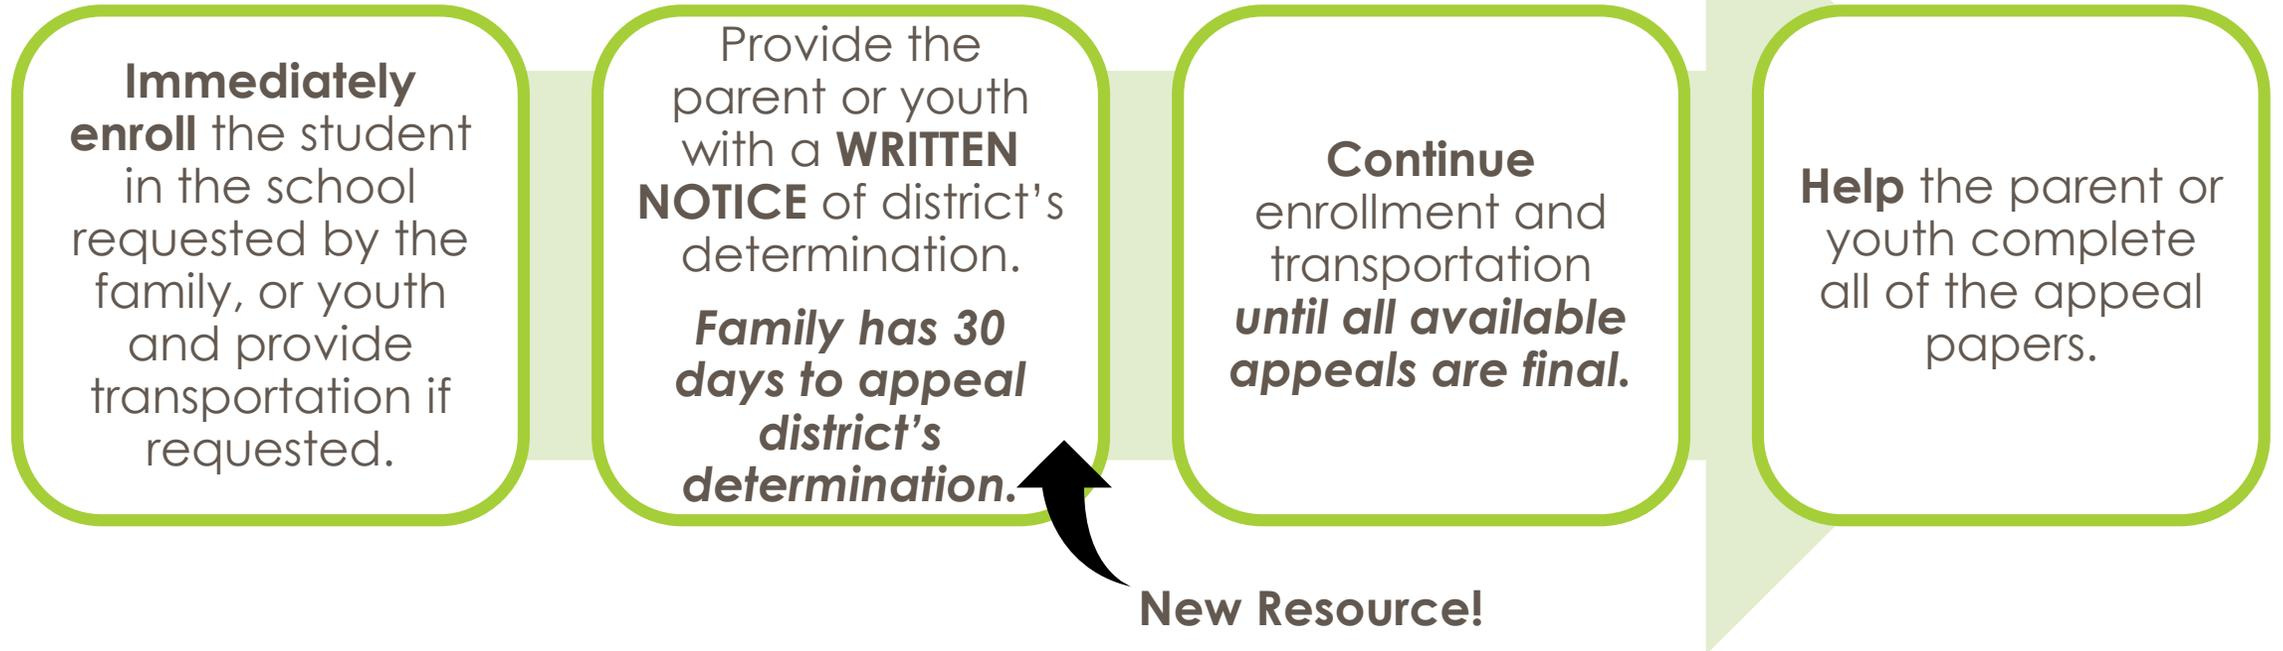 Immediately
enroll the student
in the school
requested by the
family, or youth
and provide
transportation if
requested.
Provide the
parent or youth
with a WRITTEN
NOTICE of district’s
determination.
Family has 30
days to appeal
district’s
determination.
Continue
enrollment and
transportation
until all available
appeals are final.
Help the parent or
youth complete
all of the appeal
papers.
New Resource!